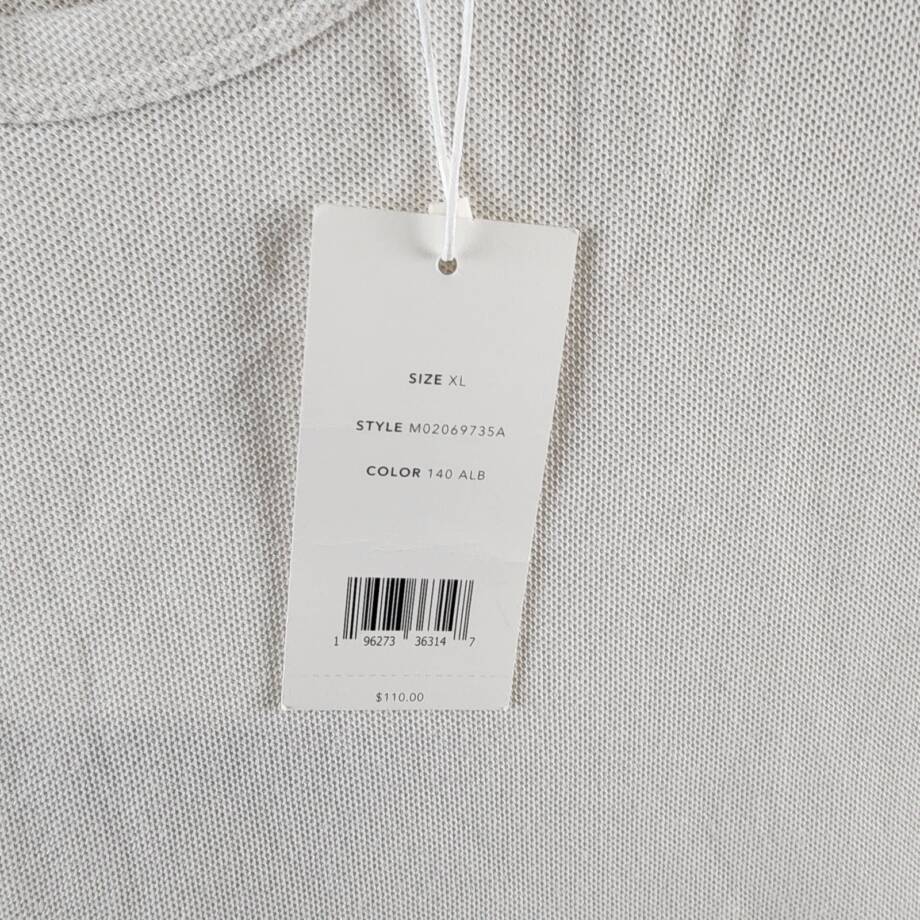 SIZE XL
STYLE M02069735A
COLOR 140 ALB
1 96273 36314 7
$110.00